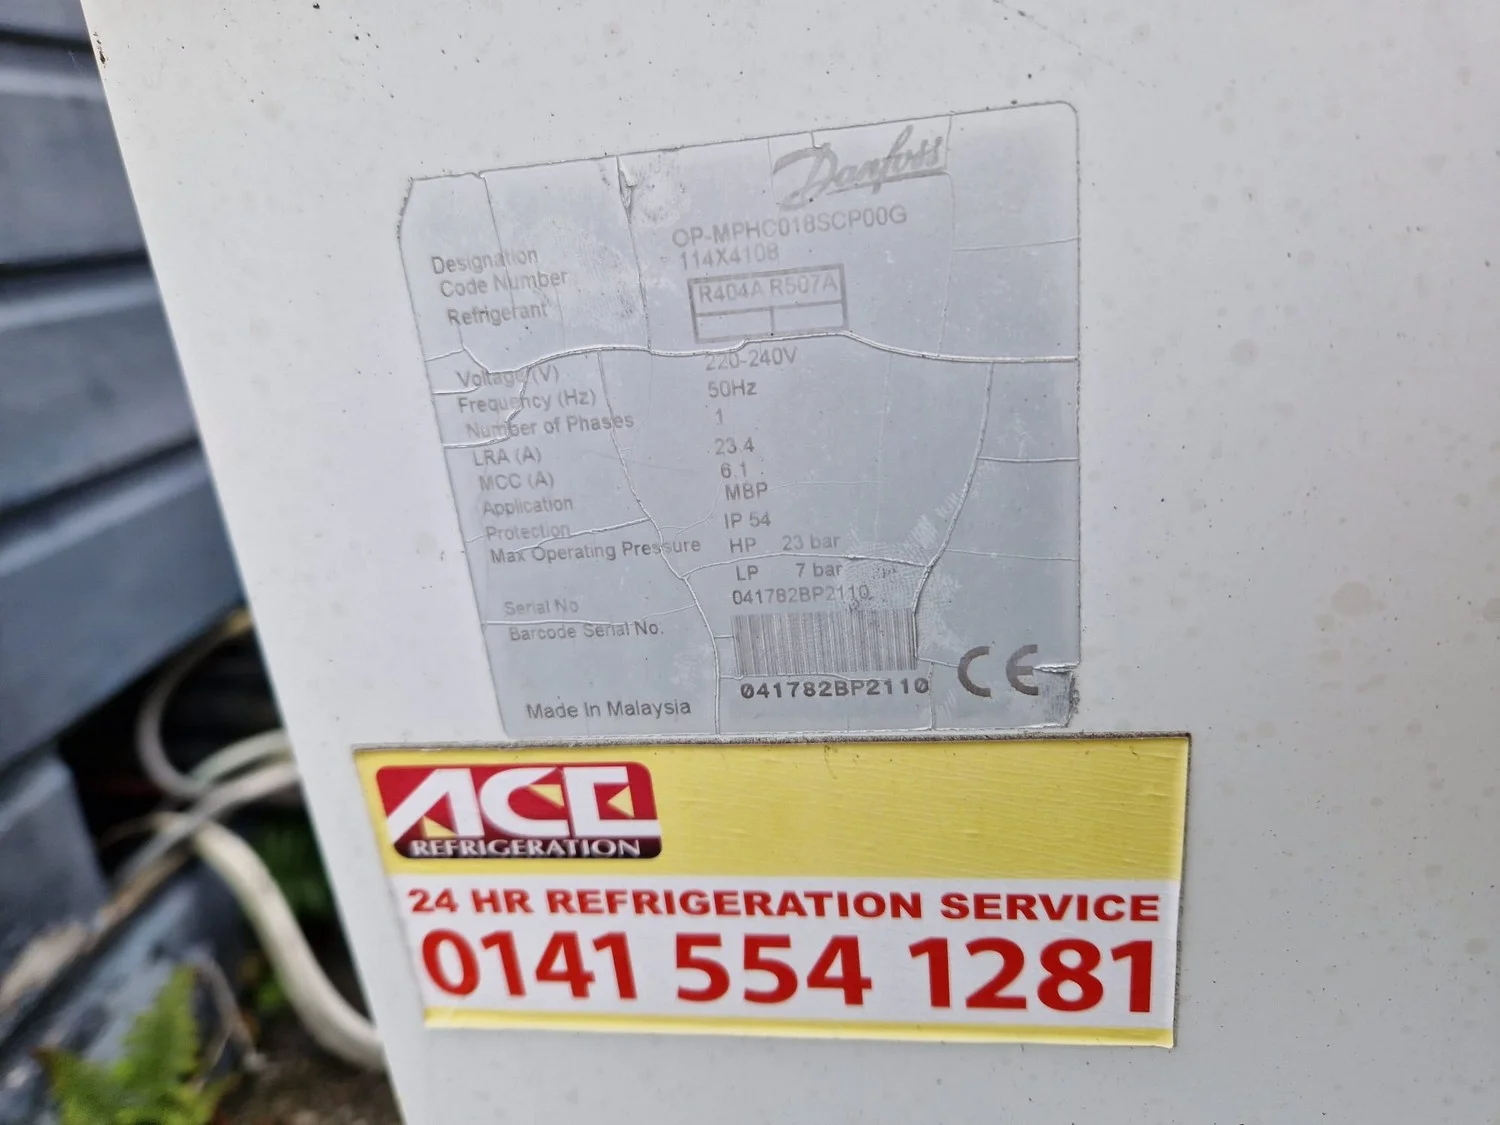 Danfoss
Designation OP-MPHC018SCP00G
Code Number 114X4108
Refrigerant R404A R507A
Voltage (V) 220-240V
Frequency (Hz) 50Hz
Number of Phases 1
LRA (A) 23.4
MCC (A) 6.1
Application MBP
Protection IP 54
Max Operating Pressure HP 23 bar
LP 7 bar
Serial No 041782BP2110
Barcode Serial No.
041782BP2110
CE
Made In Malaysia
ACE
REFRIGERATION
24 HR REFRIGERATION SERVICE
0141 554 1281